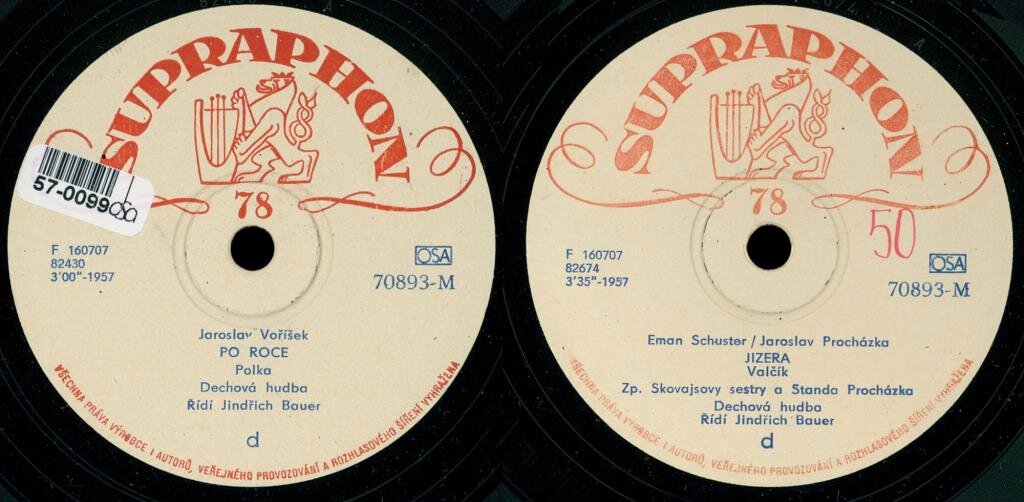 SUPRAPHON
78
57-0099
osa
F 160707
82430
3'00"-1957
OSA
70893-M
Jaroslav Voříšek
PO ROCE
Polka
Dechová hudba
Řídí Jindřich Bauer
d
VŠECHNA PRÁVA VÝROBCE I AUTORŮ, VEŘEJNÉHO PROVOZOVÁNÍ A ROZHLASOVÉHO ŠÍŘENÍ VYHRAŽENA
SUPRAPHON
78
50
F 160707
82674
3'35"-1957
OSA
70893-M
Eman Schuster/Jaroslav Procházka
JIZERA
Valčík
Zp. Skovajsovy sestry a Standa Procházka
Dechová hudba
Řídí Jindřich Bauer
d
VŠECHNA PRÁVA VÝROBCE I AUTORŮ, VEŘEJNÉHO PROVOZOVÁNÍ A ROZHLASOVÉHO ŠÍŘENÍ VYHRAŽENA